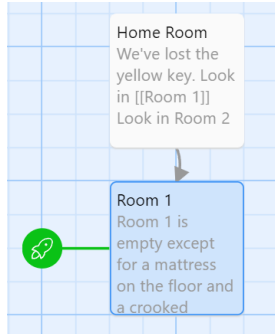 Home Room
We've lost the
yellow key. Look
in [[Room 1]]
Look in Room 2
Room 1
Room 1 is
empty except
for a mattress
on the floor and
a crooked